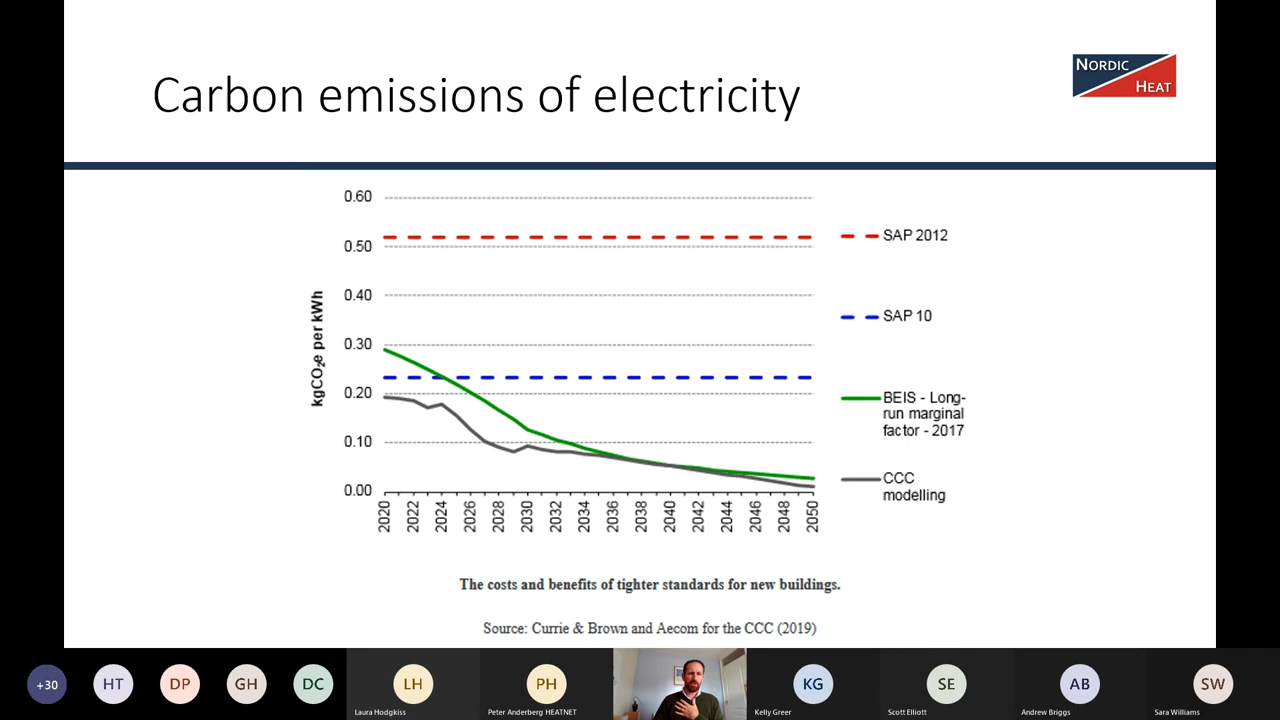 Carbon emissions of electricity
NORDIC
HEAT
0.60
0.50
0.40
0.30
0.20
0.10
0.00
kgCO₂e per kWh
2020 2022 2024 2026 2028 2030 2032 2034 2036 2038 2040 2042 2044 2046 2048 2050
SAP 2012
SAP 10
BEIS - Long-
run marginal
factor - 2017
CCC
modelling
The costs and benefits of tighter standards for new buildings.
Source: Currie & Brown and Aecom for the CCC (2019)
+30 HT DP GH DC LH PH KG SE AB SW
Laura Hodgkiss Peter Anderberg HEATNET Kelly Greer Scott Elliott Andrew Briggs Sara Williams